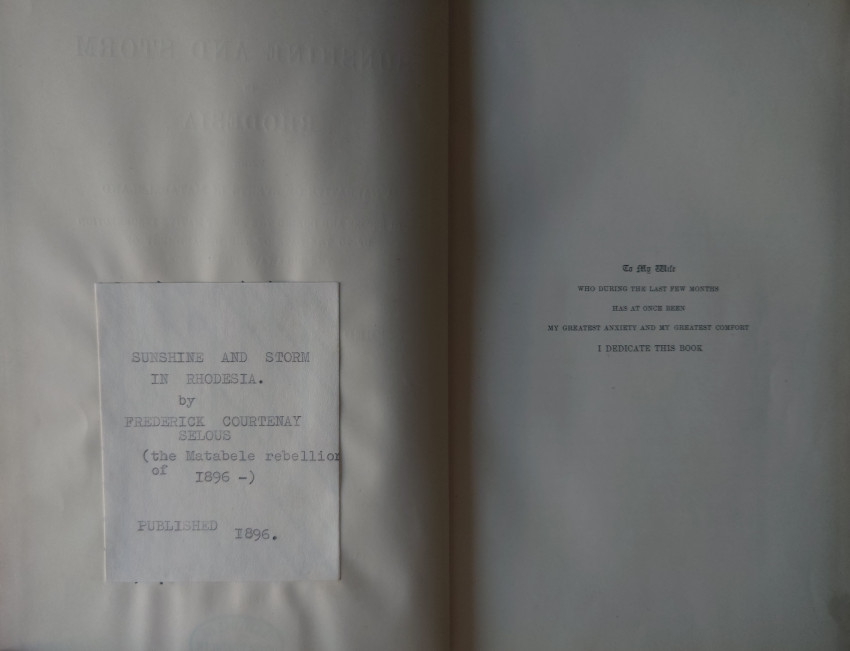 SUNSHINE AND STORM
IN RHODESIA.
by
FREDERICK COURTENAY
SELOUS
(the Matabele rebellion
of 1896 -)
PUBLISHED 1896.
To My Wife
WHO DURING THE LAST FEW MONTHS
HAS AT ONCE BEEN
MY GREATEST ANXIETY AND MY GREATEST COMFORT
I DEDICATE THIS BOOK